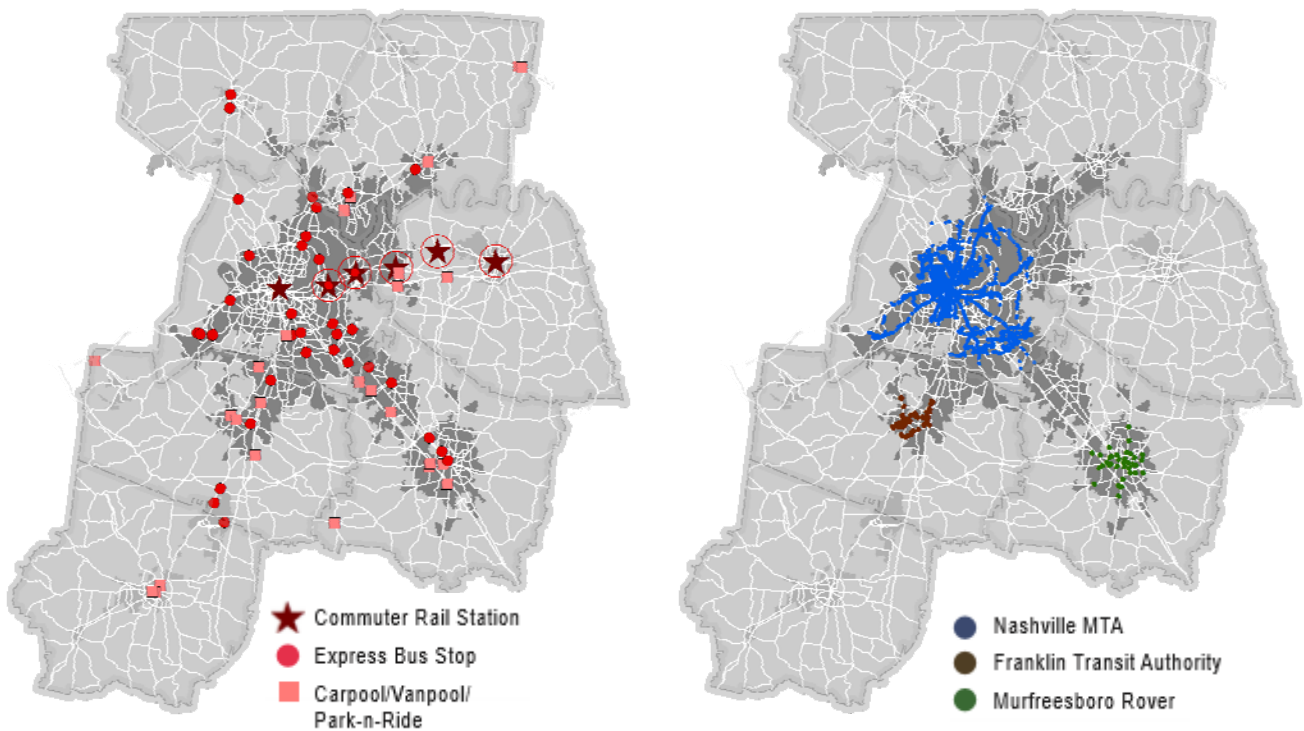 Commuter Rail Station
Express Bus Stop
Carpool/Vanpool/
Park-n-Ride
Nashville MTA
Franklin Transit Authority
Murfreesboro Rover